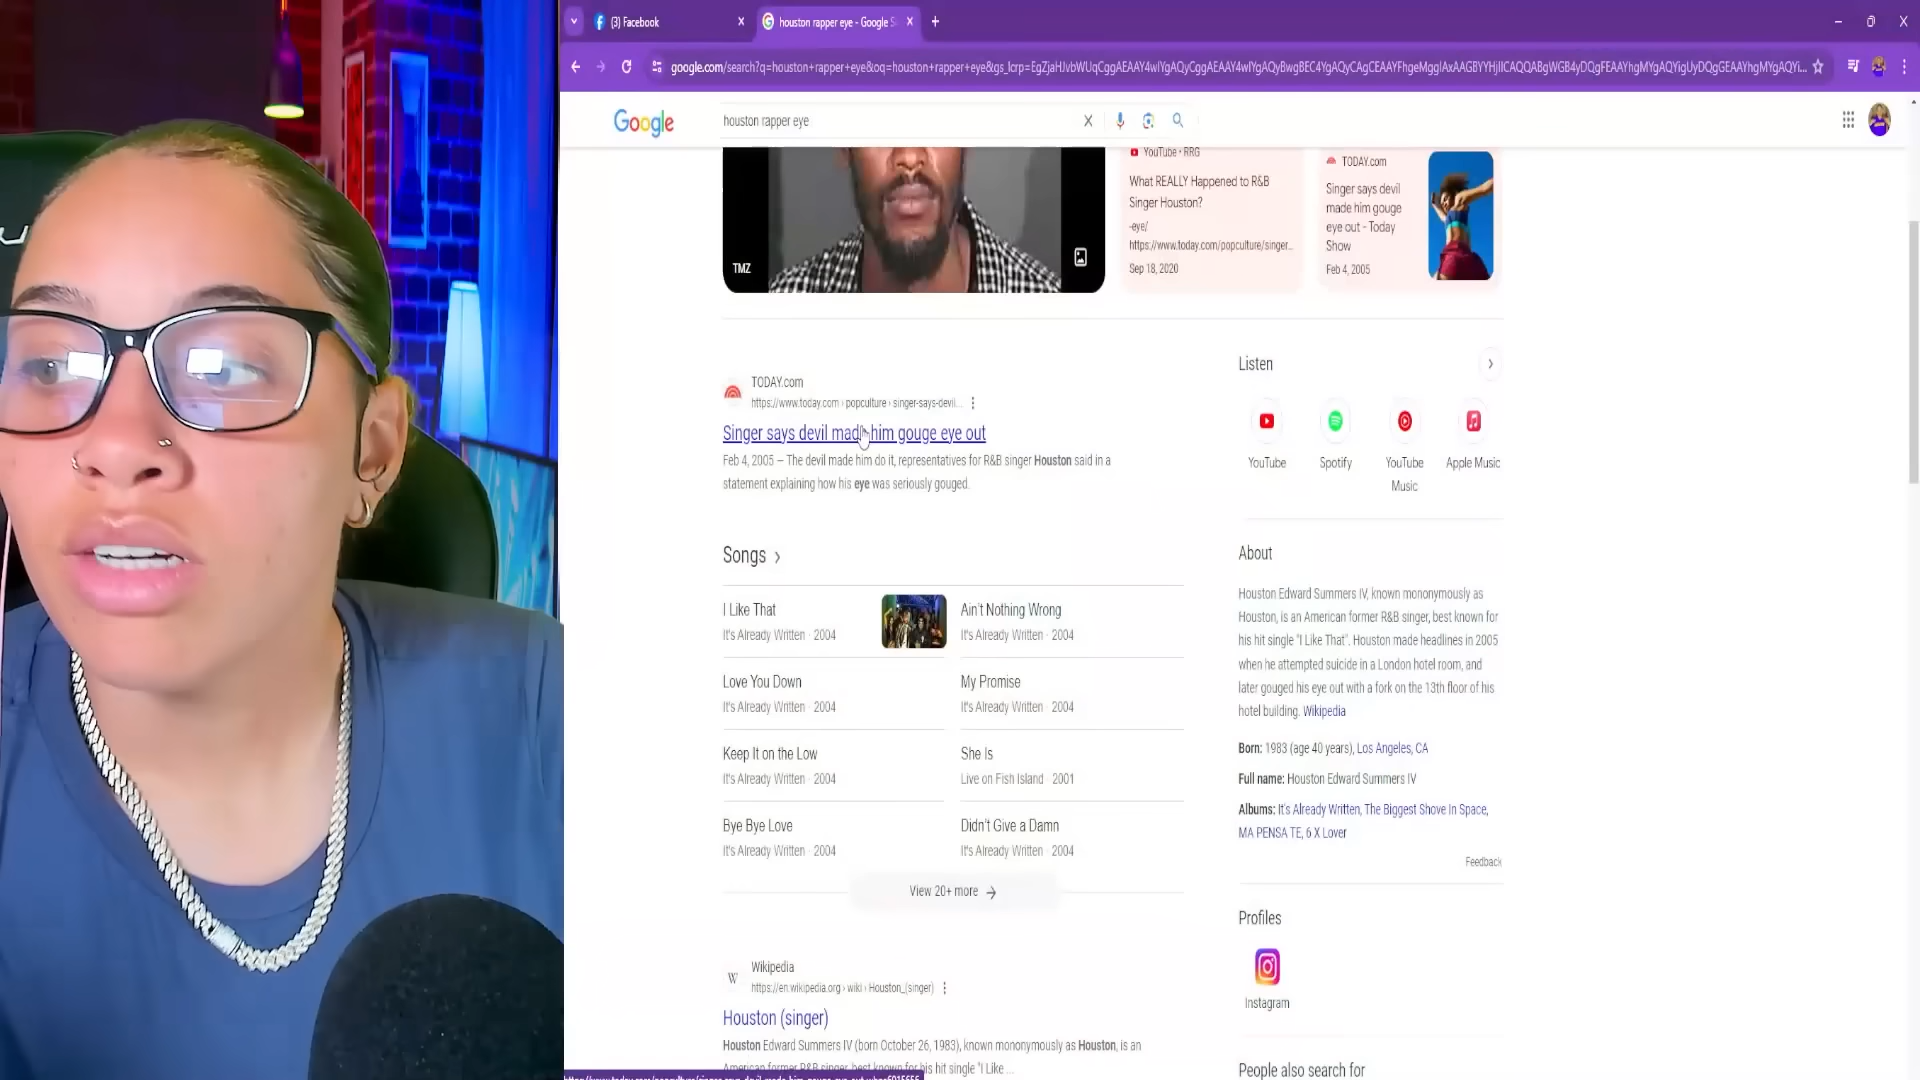 (3) Facebook
houston rapper eye - Google S
google.com/search?q=houston+rapper+eye&oq=houston+rapper+eye&gs_lcrp=
Google
houston rapper eye
TMZ
YouTube • RRG
What REALLY Happened to R&B
Singer Houston?
-eye/
https://www.today.com/popculture/singer...
Sep 18, 2020
TODAY.com
Singer says devil
made him gouge
eye out - Today
Show
Feb 4, 2005
TODAY.com
https://www.today.com › popculture › singer-says-devil...
Singer says devil made him gouge eye out
Feb 4, 2005 — The devil made him do it, representatives for R&B singer Houston said in a
statement explaining how his eye was seriously gouged.
Songs
I Like That
It's Already Written · 2004
Ain't Nothing Wrong
It's Already Written · 2004
Love You Down
It's Already Written · 2004
My Promise
It's Already Written · 2004
Keep It on the Low
It's Already Written · 2004
She Is
Live on Fish Island · 2001
Bye Bye Love
It's Already Written · 2004
Didn't Give a Damn
It's Already Written · 2004
View 20+ more
Wikipedia
https://en.wikipedia.org › wiki › Houston_(singer)
Houston (singer)
Houston Edward Summers IV (born October 26, 1983), known mononymously as Houston, is an
American former R&B singer, best known for his hit single "I Like ...
Listen
YouTube
Spotify
YouTube
Music
Apple Music
About
Houston Edward Summers IV, known mononymously as
Houston, is an American former R&B singer, best known for
his hit single "I Like That". Houston made headlines in 2005
when he attempted suicide in a London hotel room, and
later gouged his eye out with a fork on the 13th floor of his
hotel building. Wikipedia
Born: 1983 (age 40 years), Los Angeles, CA
Full name: Houston Edward Summers IV
Albums: It's Already Written, The Biggest Shove In Space,
MA PENSA TE, 6 X Lover
Feedback
Profiles
Instagram
People also search for